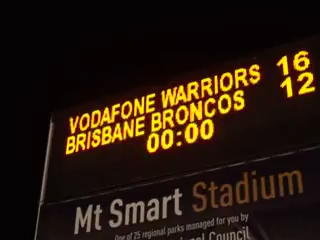 VODAFONE WARRIORS 16
BRISBANE BRONCOS 12
00:00
Mt Smart Stadium
One of 25 regional parks managed for you by
Council